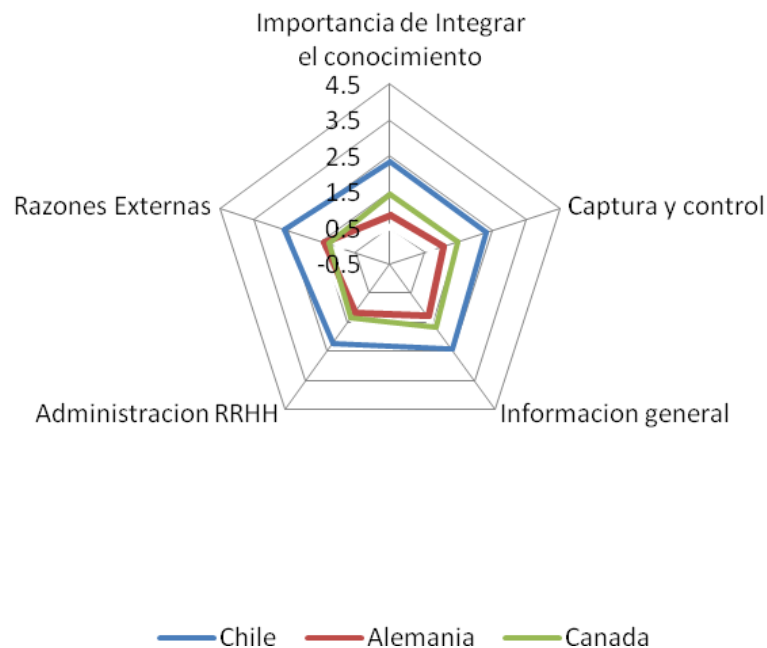 Importancia de Integrar
el conocimiento
4.5
3.5
2.5
1.5
0.5
-0.5
Razones Externas
Captura y control
Administracion RRHH
Informacion general
Chile
Alemania
Canada